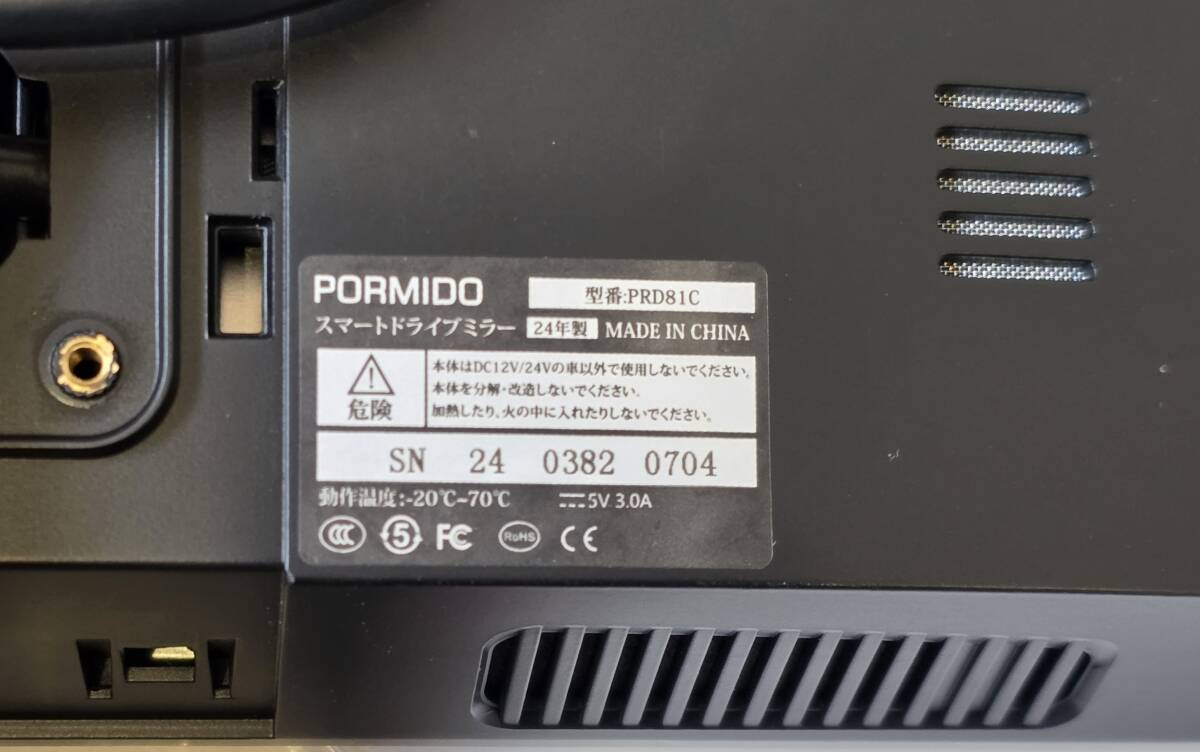 PORMIDO
型番:PRD81C
スマートドライブミラー 24年製 MADE IN CHINA
危険
本体はDC12V/24Vの車以外で使用しないでください。
本体を分解・改造しないでください.
加熱したり、火の中に入れたりしないでください。
SN 24 0382 0704
動作温度:-20℃~70℃ 5V 3.0A
CCC 5 FC RoHS CE